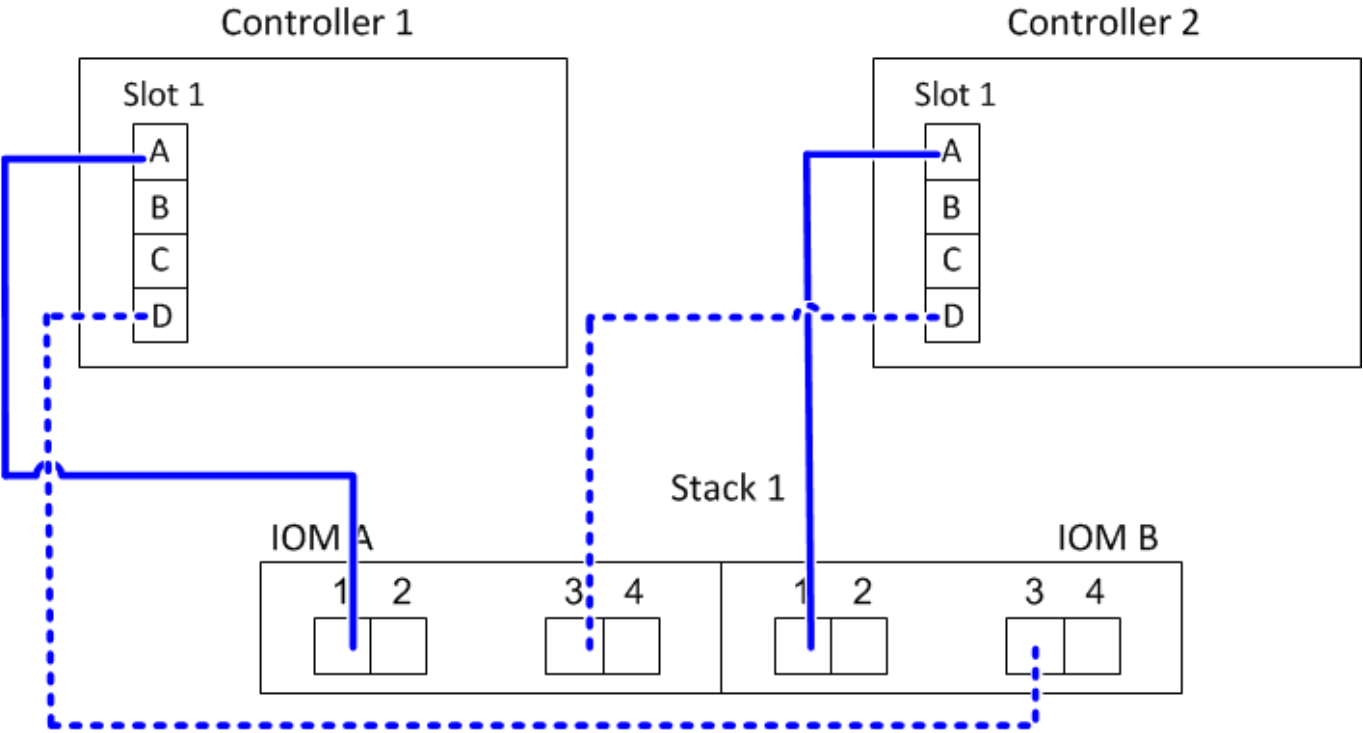 Controller 1
Controller 2
Slot 1
Slot 1
A
B
C
D
A
B
C
D
Stack 1
IOM A
IOM B
1 2 3 4 1 2 3 4